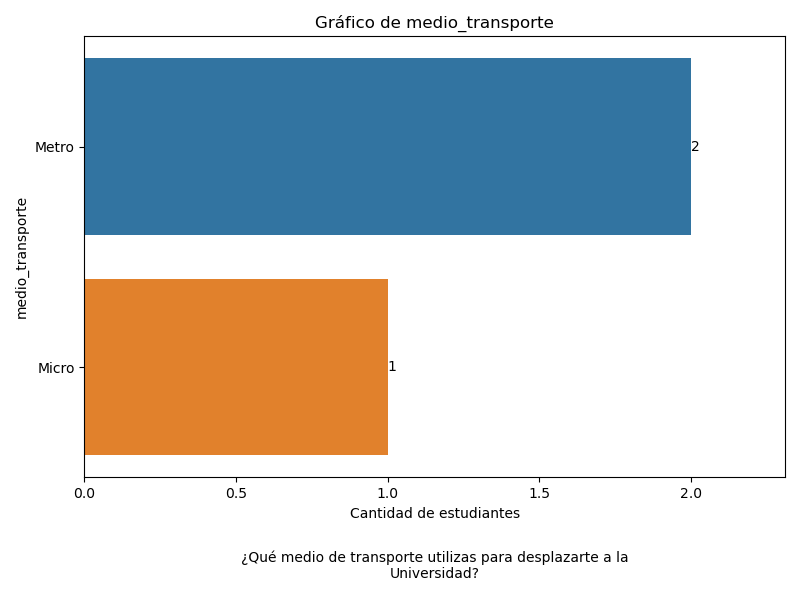 Gráfico de medio_transporte
medio_transporte
Metro
2
Micro
1
0.0 0.5 1.0 1.5 2.0
Cantidad de estudiantes
¿Qué medio de transporte utilizas para desplazarte a la
Universidad?